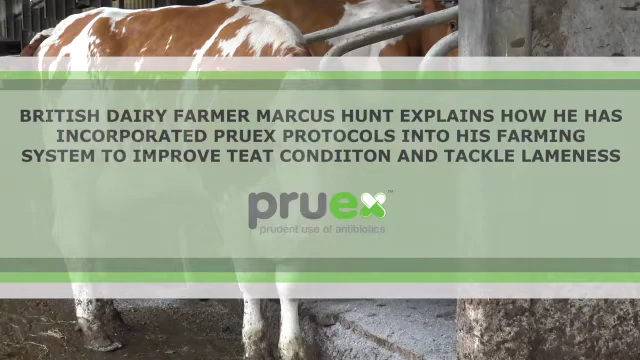 BRITISH DAIRY FARMER MARCUS HUNT EXPLAINS HOW HE HAS
INCORPORATED PRUEX PROTOCOLS INTO HIS FARMING
SYSTEM TO IMPROVE TEAT CONDIITON AND TACKLE LAMENESS
pruex™
prudent use of antibiotics